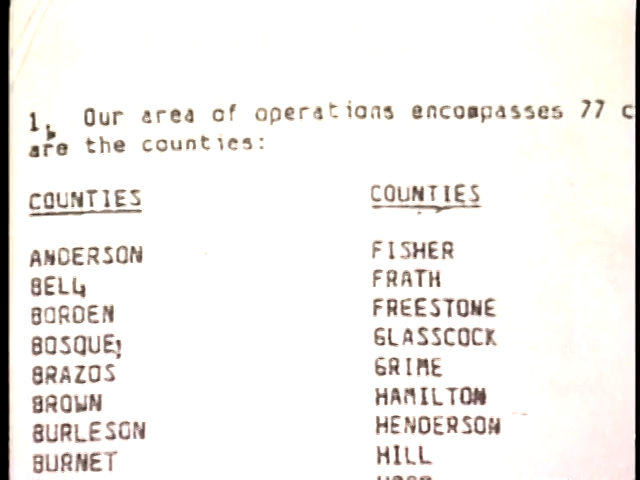 1. Our area of operations encompasses 77 c
are the counties:
COUNTIES COUNTIES
ANDERSON FISHER
BELL FRATH
BORDEN FREESTONE
BOSQUE GLASSCOCK
BRAZOS GRIME
BROWN HAMILTON
BURLESON HENDERSON
BURNET HILL